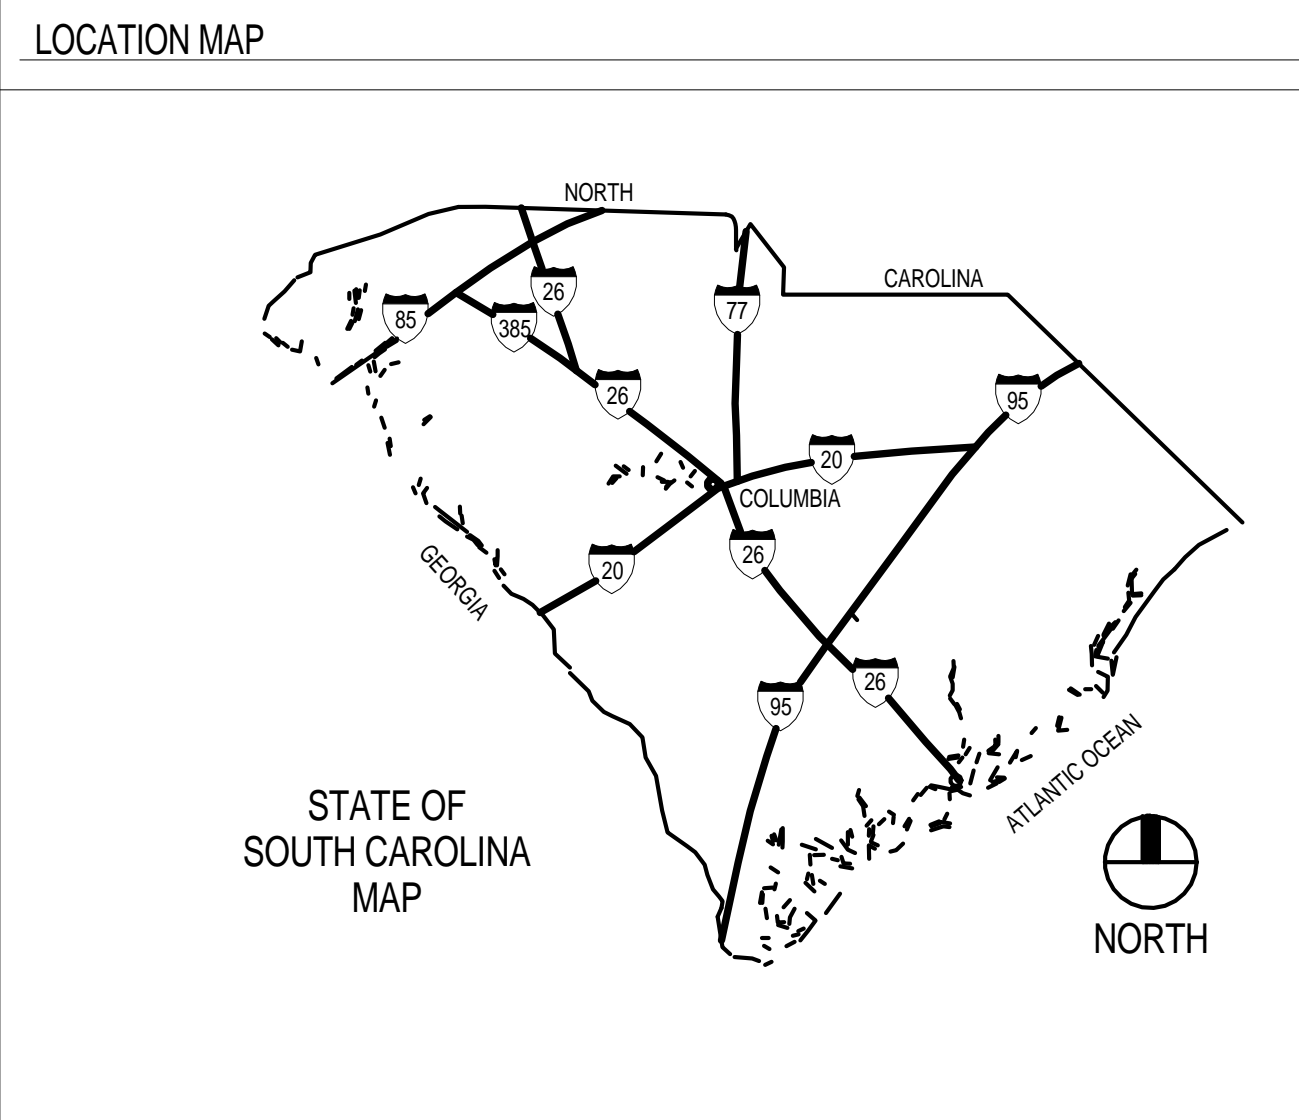 LOCATION MAP
NORTH
CAROLINA
26
77
85
385
26
95
20
COLUMBIA
26
20
GEORGIA
26
95
ATLANTIC OCEAN
STATE OF
SOUTH CAROLINA
MAP
NORTH